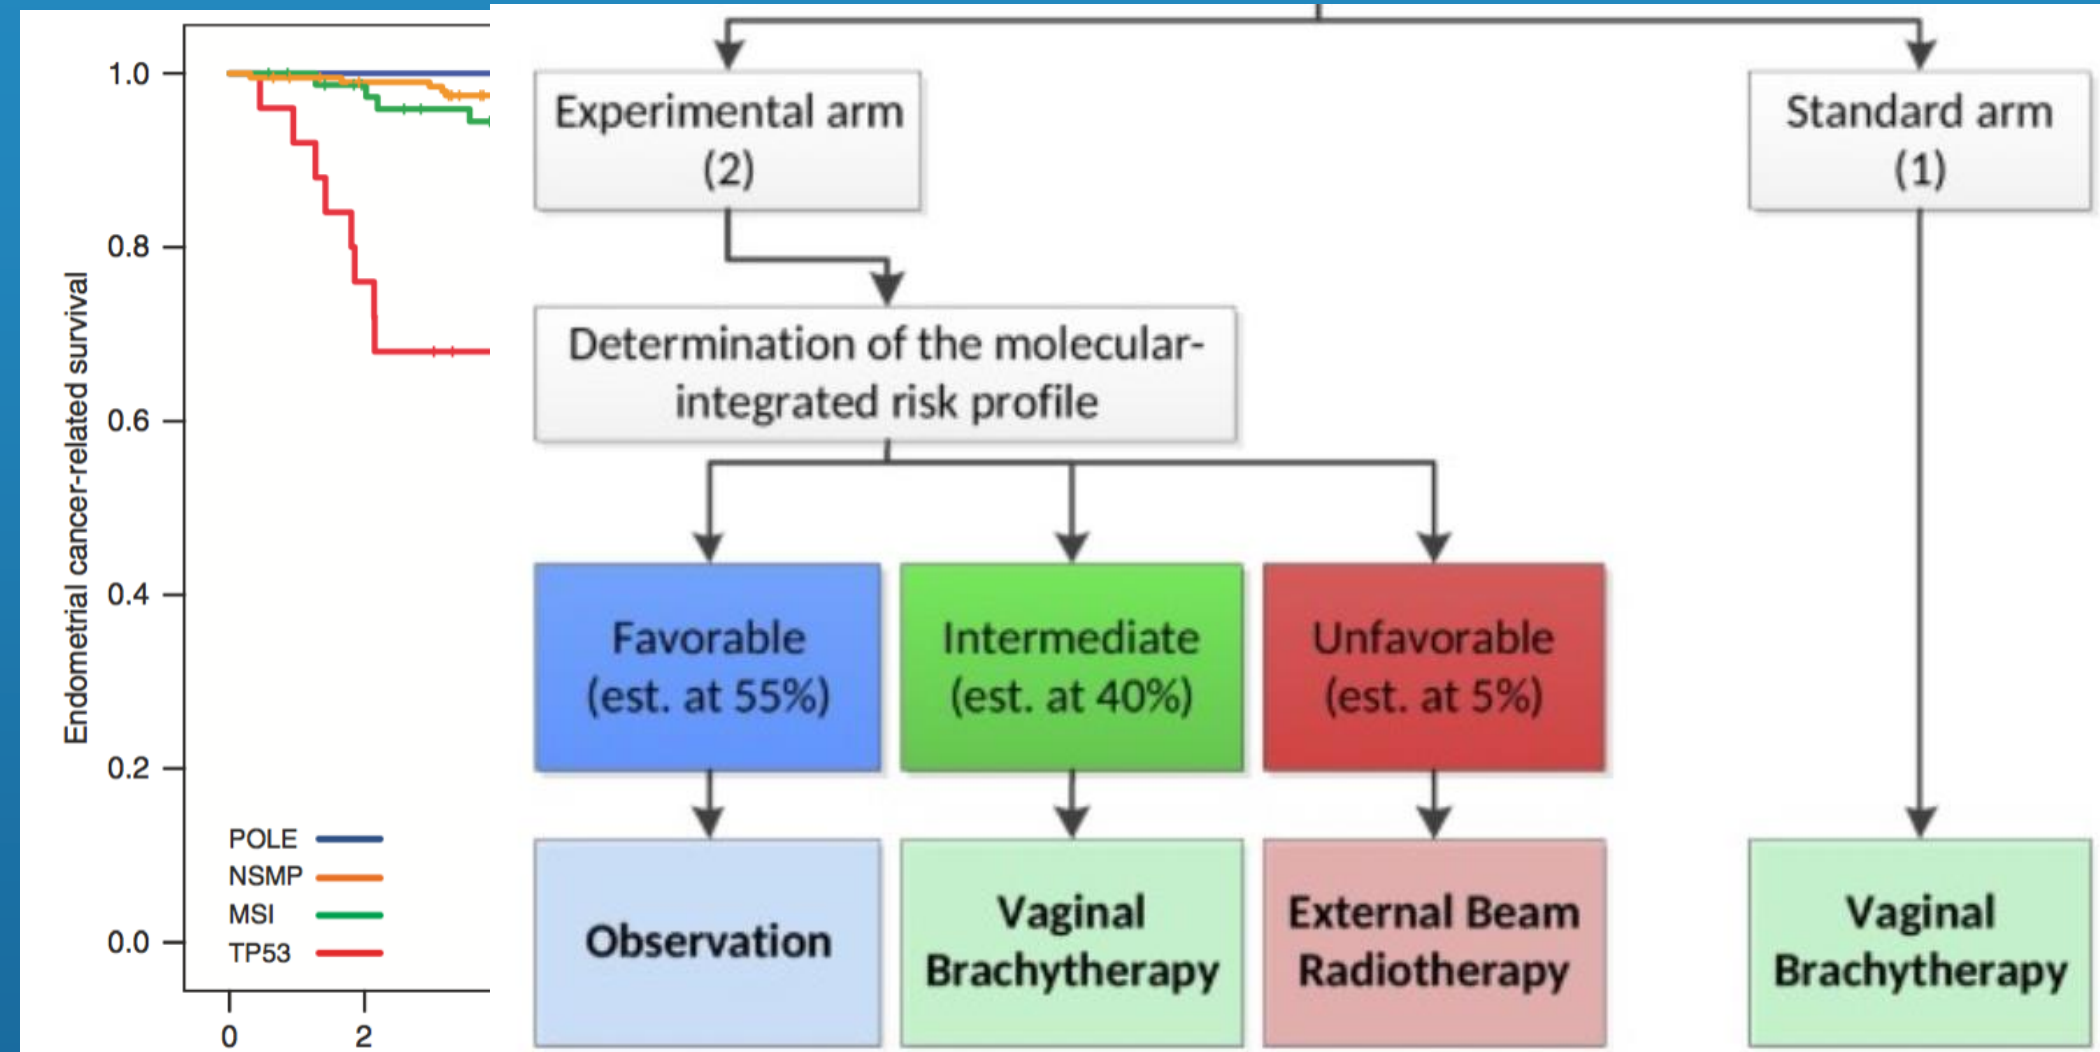 Endometrial cancer-related survival
1.0
0.8
0.6
0.4
0.2
0.0
POLE
NSMP
MSI
TP53
0
2
Experimental arm
(2)
Standard arm
(1)
Determination of the molecular-
integrated risk profile
Favorable
(est. at 55%)
Intermediate
(est. at 40%)
Unfavorable
(est. at 5%)
Observation
Vaginal
Brachytherapy
External Beam
Radiotherapy
Vaginal
Brachytherapy